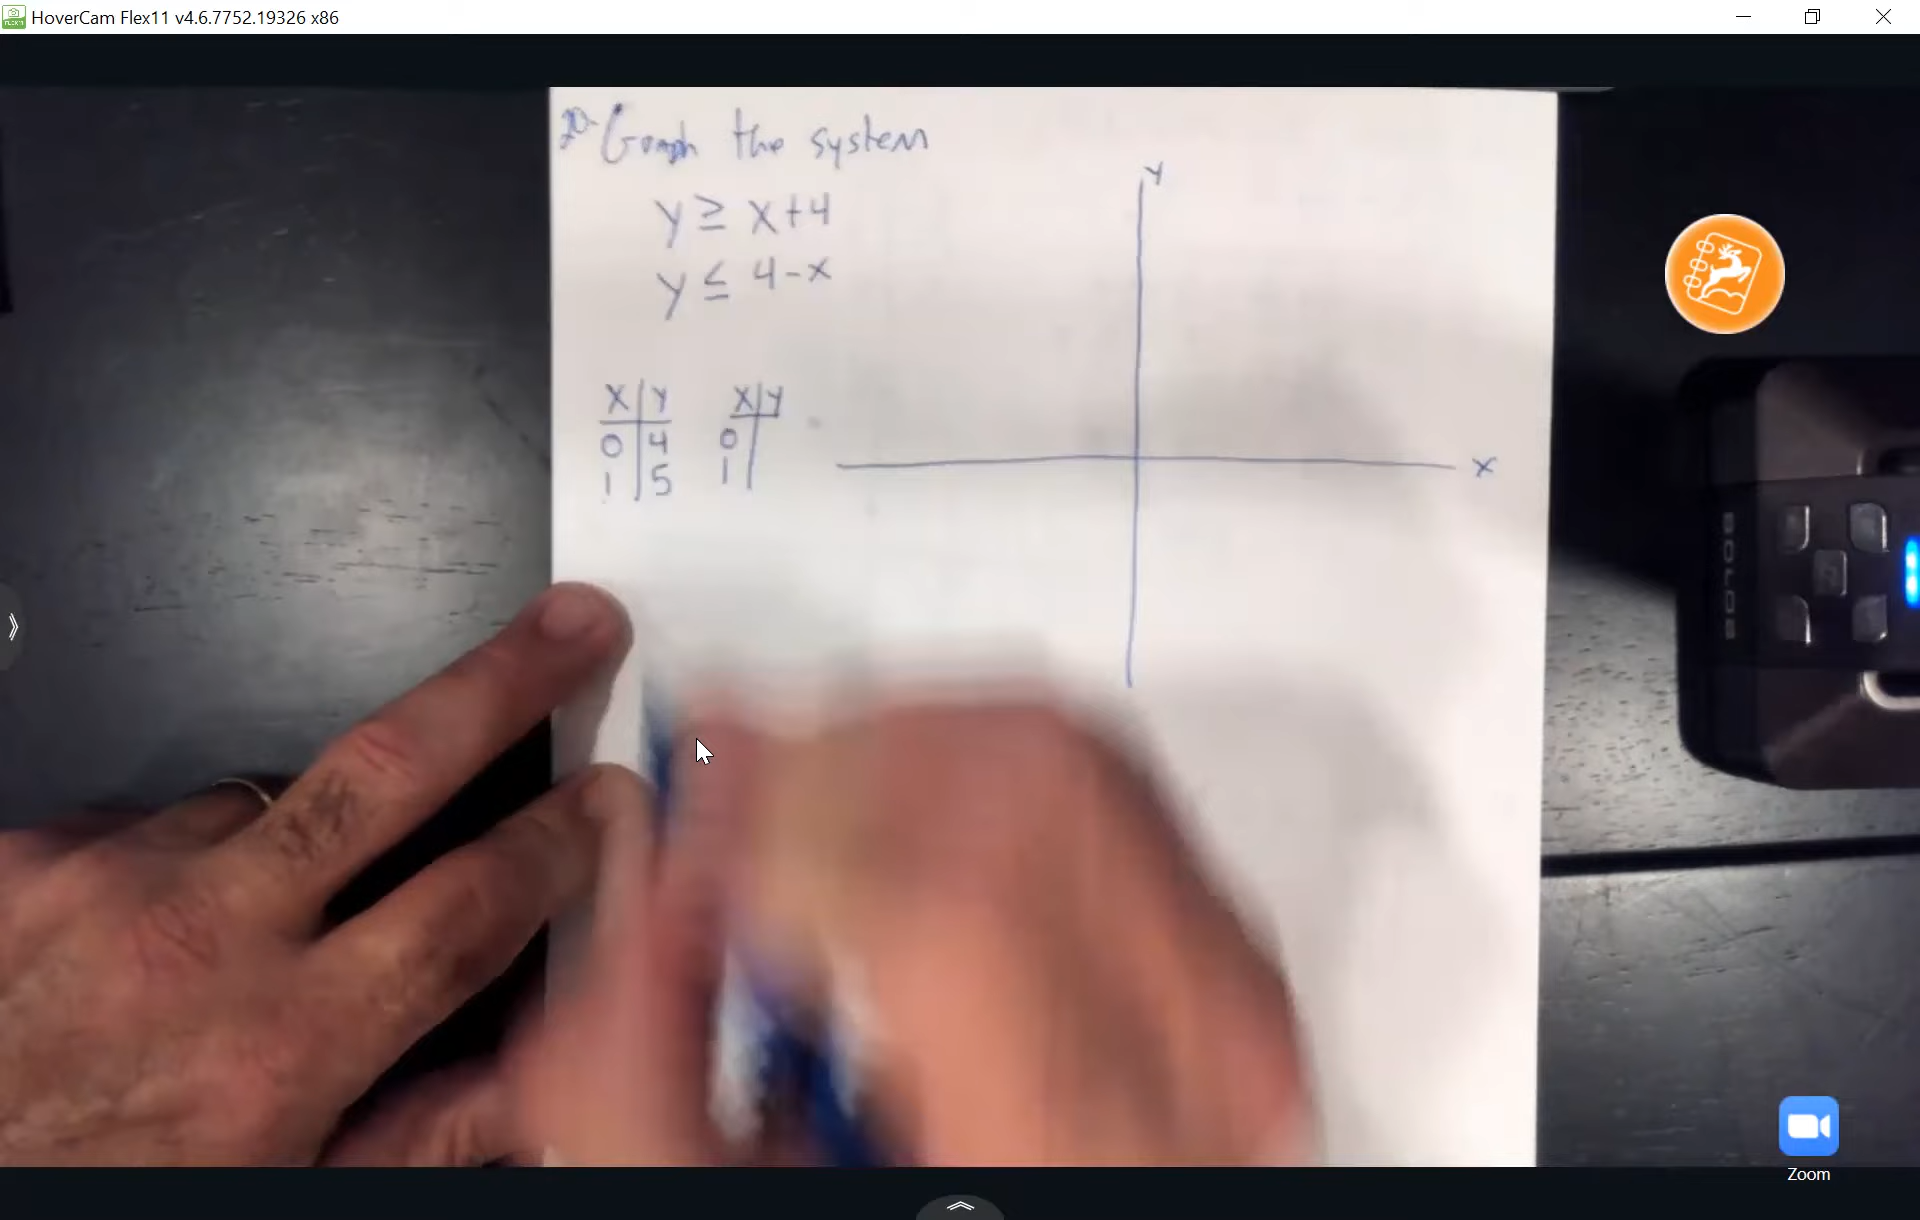 HoverCam Flex11 v4.6.7752.19326 x86
20. Graph the system
y ≥ x+4
y ≤ 4-x
X Y
0 4
1 5
X Y
0
1
Y
X
Zoom